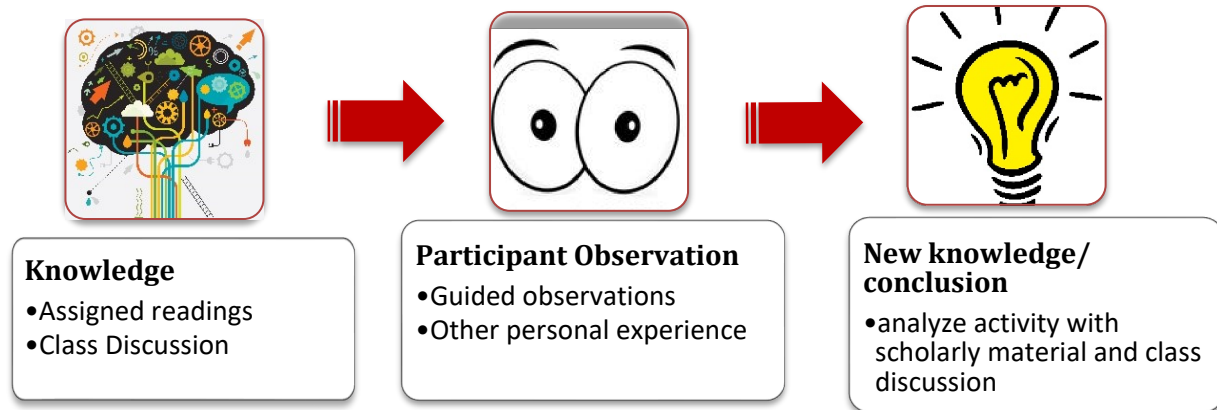 Knowledge
•Assigned readings
•Class Discussion
Participant Observation
•Guided observations
•Other personal experience
New knowledge/
conclusion
•analyze activity with
scholarly material and class
discussion